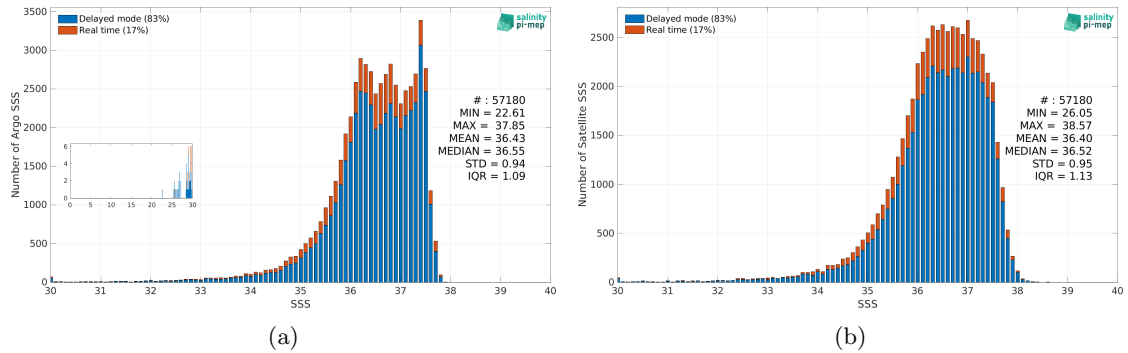 Delayed mode (83%)
Real time (17%)
salinity
pi-mep
# : 57180
MIN = 22.61
MAX = 37.85
MEAN = 36.43
MEDIAN = 36.55
STD = 0.94
IQR = 1.09
Number of Argo SSS
3500
3000
2500
2000
1500
1000
500
0
6
4
2
0
0 5 10 15 20 25 30
30 31 32 33 34 35 36 37 38 39 40
SSS
(a)
Delayed mode (83%)
Real time (17%)
salinity
pi-mep
# : 57180
MIN = 26.05
MAX = 38.57
MEAN = 36.40
MEDIAN = 36.52
STD = 0.95
IQR = 1.13
Number of Satellite SSS
2500
2000
1500
1000
500
0
30 31 32 33 34 35 36 37 38 39 40
SSS
(b)